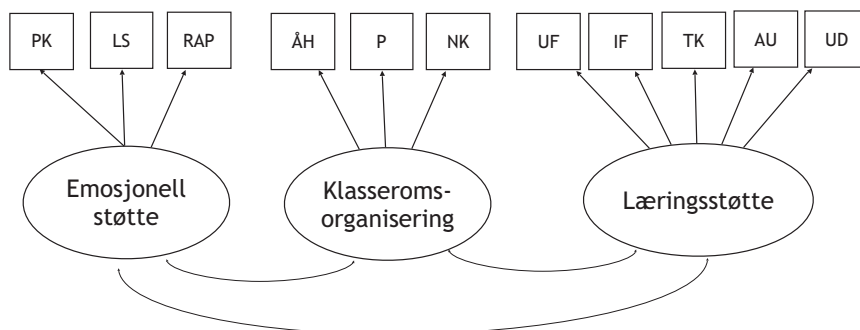 PK LS RAP ÅH P NK UF IF TK AU UD
Emosjonell
støtte
Klasseroms-
organisering
Læringsstøtte